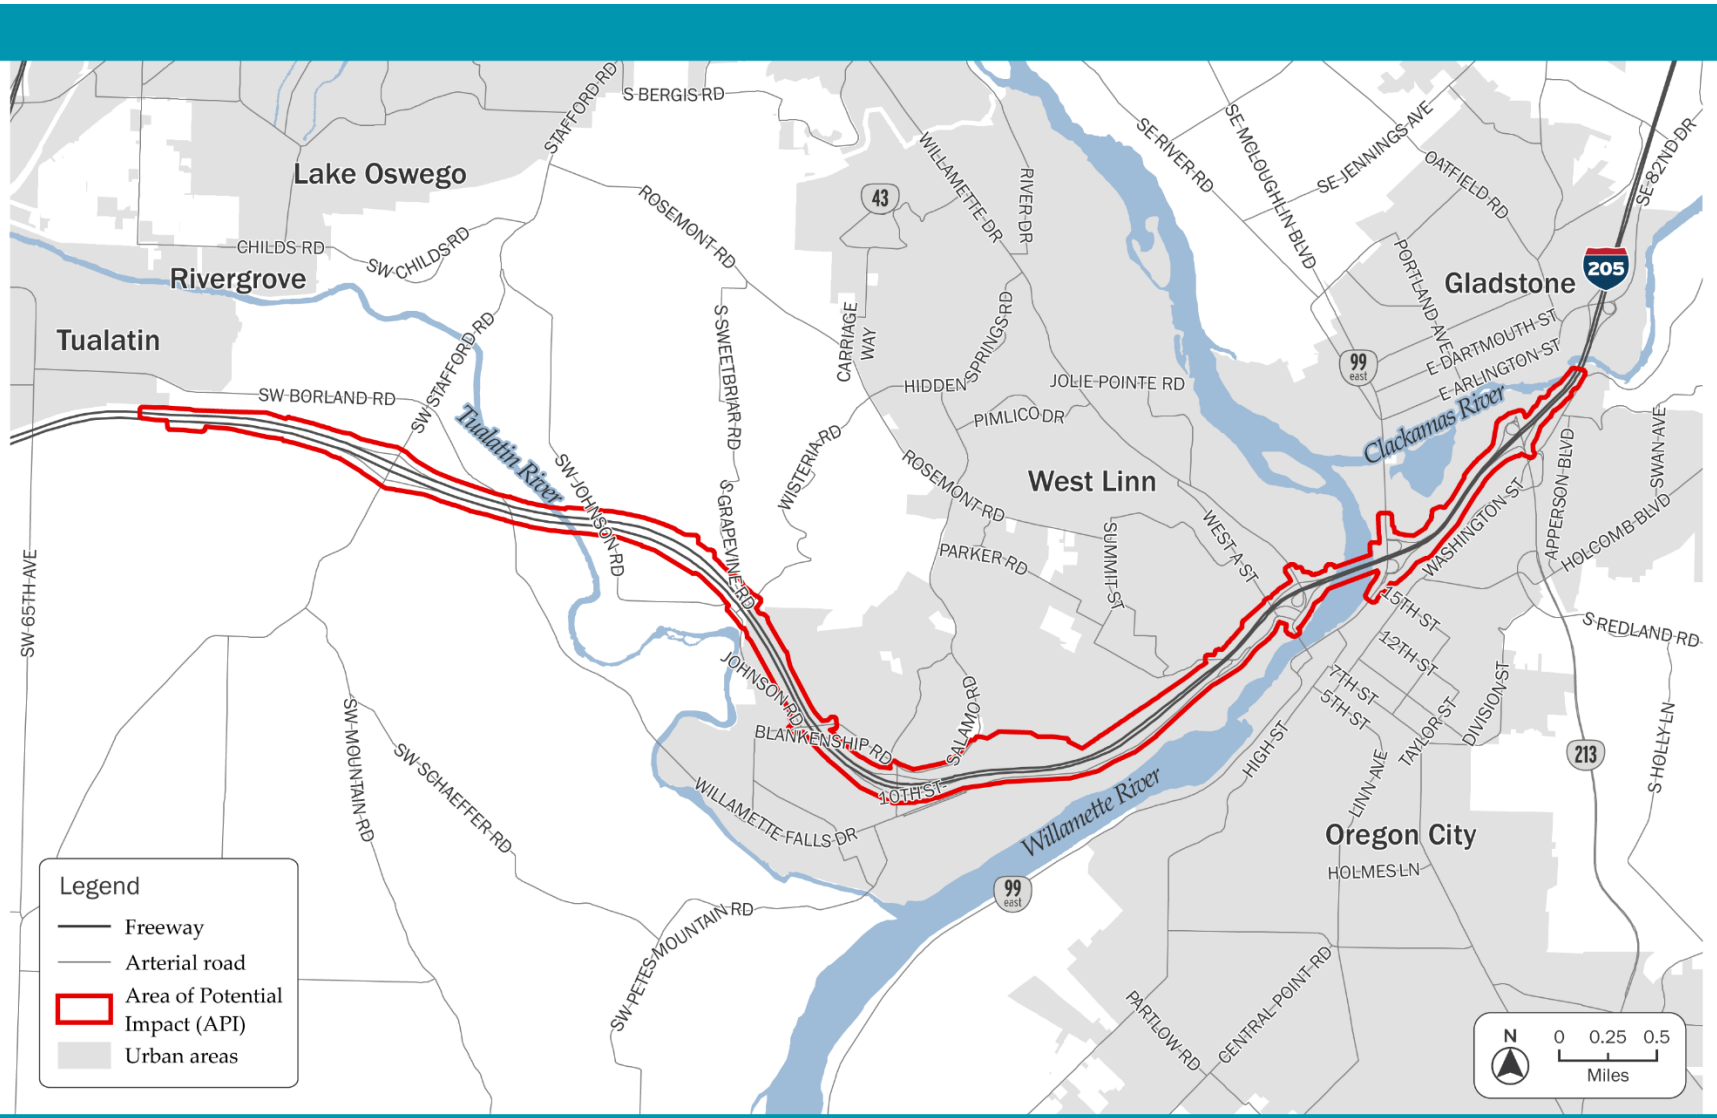 S BERGIS RD
STAFFORD RD
Lake Oswego
WILLAMETTE DR
RIVER DR
SE RIVER RD
SE MCLOUGHLIN BLVD
SE JENNINGS AVE
OATFIELD RD
SE 82ND DR
43
ROSEMONT RD
CHILDS RD
SW CHILDS RD
Rivergrove
PORTLAND AVE
Gladstone
205
Tualatin
SW STAFFORD RD
S SWEETBRIAR RD
CARRIAGE
WAY
HIDDEN SPRINGS RD
JOLIE POINTE RD
99
east
E DARTMOUTH ST
E ARLINGTON ST
SW BORLAND RD
Tualatin River
PIMLICO DR
Clackamas River
WISTERIA RD
ROSEMONT RD
West Linn
APPERSON BLVD
SWAN AVE
SW JOHNSON RD
S GRAPEVINE RD
SUMMIT ST
WEST A ST
WASHINGTON ST
HOLCOMB BLVD
PARKER RD
SW 65TH AVE
15TH ST
S REDLAND RD
12TH ST
JOHNSON RD
7TH ST
5TH ST
TAYLOR ST
DIVISION ST
SALAMO RD
BLANKENSHIP RD
SW MOUNTAIN RD
SW SCHAEFFER RD
HIGH ST
LINN AVE
213
S HOLLY LN
10TH ST
WILLAMETTE FALLS DR
Willamette River
Oregon City
HOLMES LN
99
east
SW PETES MOUNTAIN RD
PARTLOW RD
CENTRAL POINT RD
Legend
Freeway
Arterial road
Area of Potential
Impact (API)
Urban areas
N
0 0.25 0.5
Miles